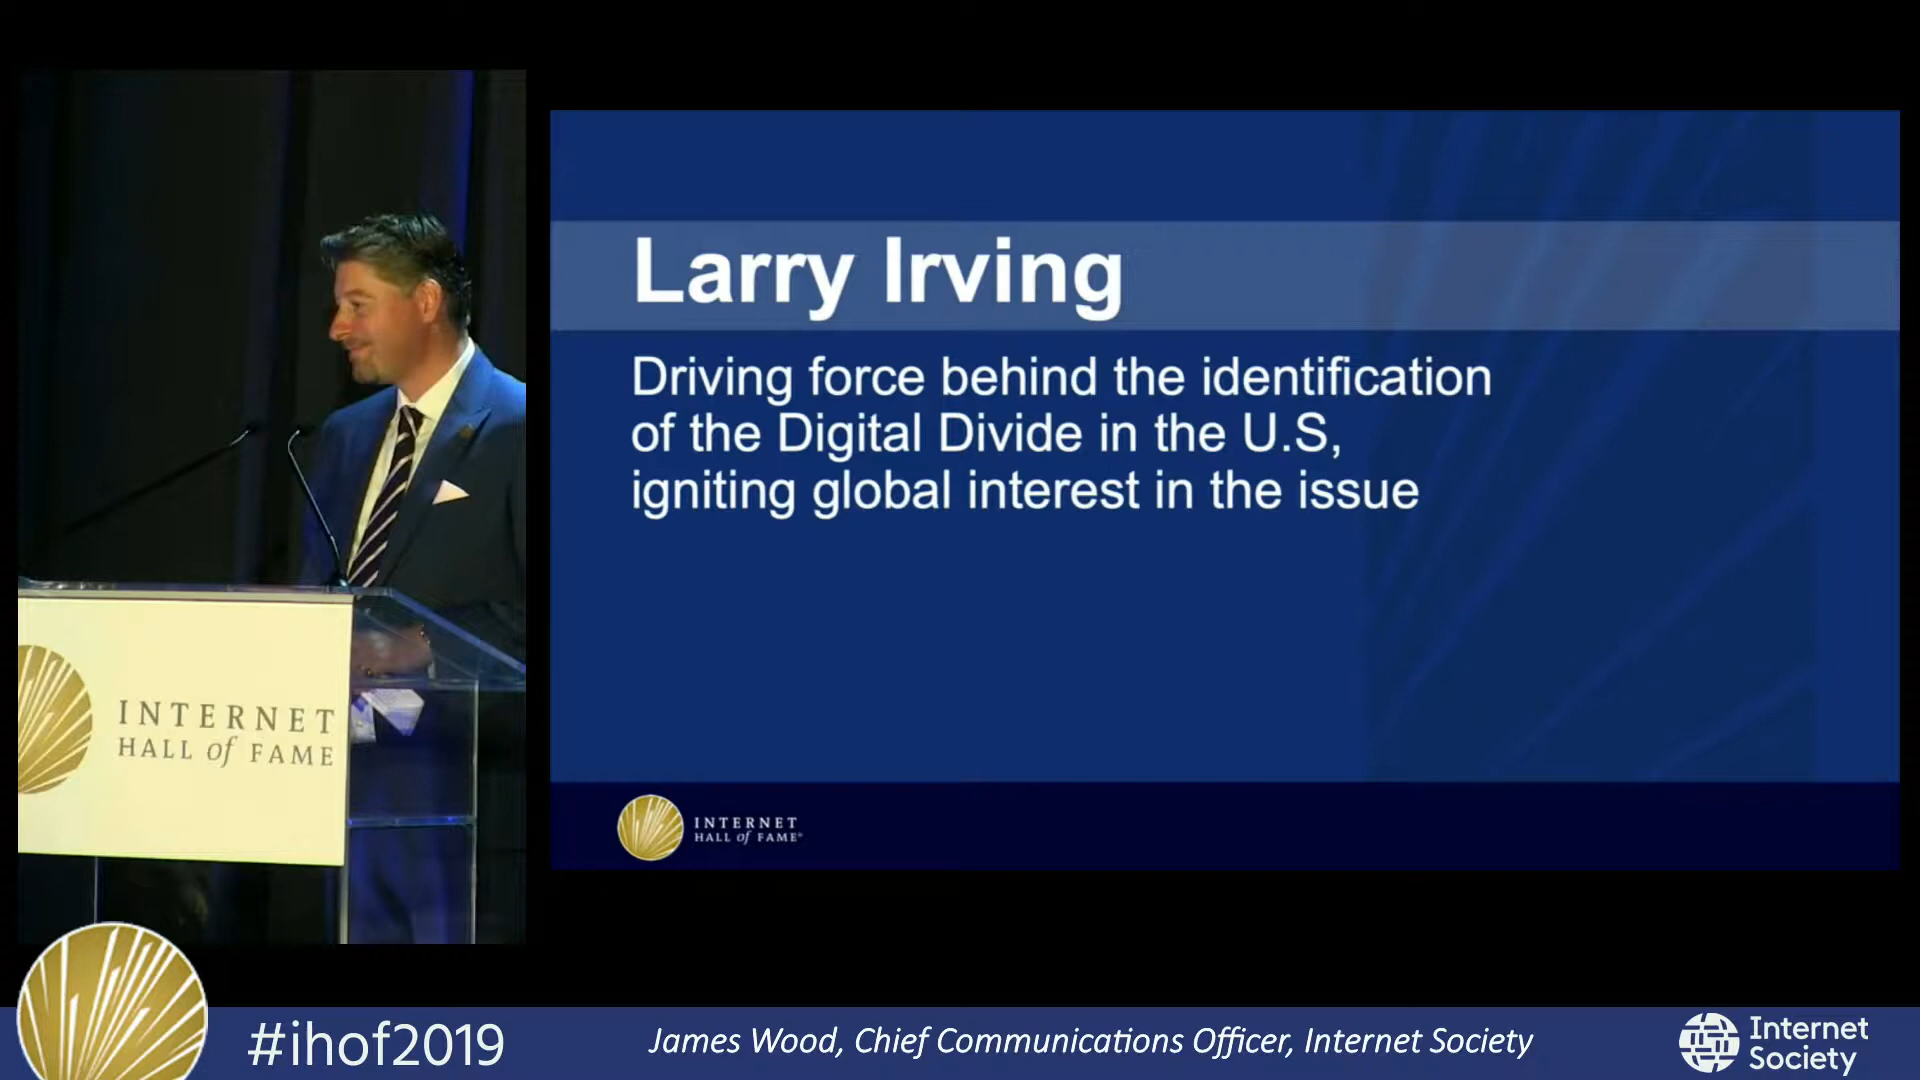 Larry Irving
Driving force behind the identification
of the Digital Divide in the U.S,
igniting global interest in the issue
INTERNET
HALL of FAME
INTERNET
HALL of FAME®
#ihof2019
James Wood, Chief Communications Officer, Internet Society
Internet
Society